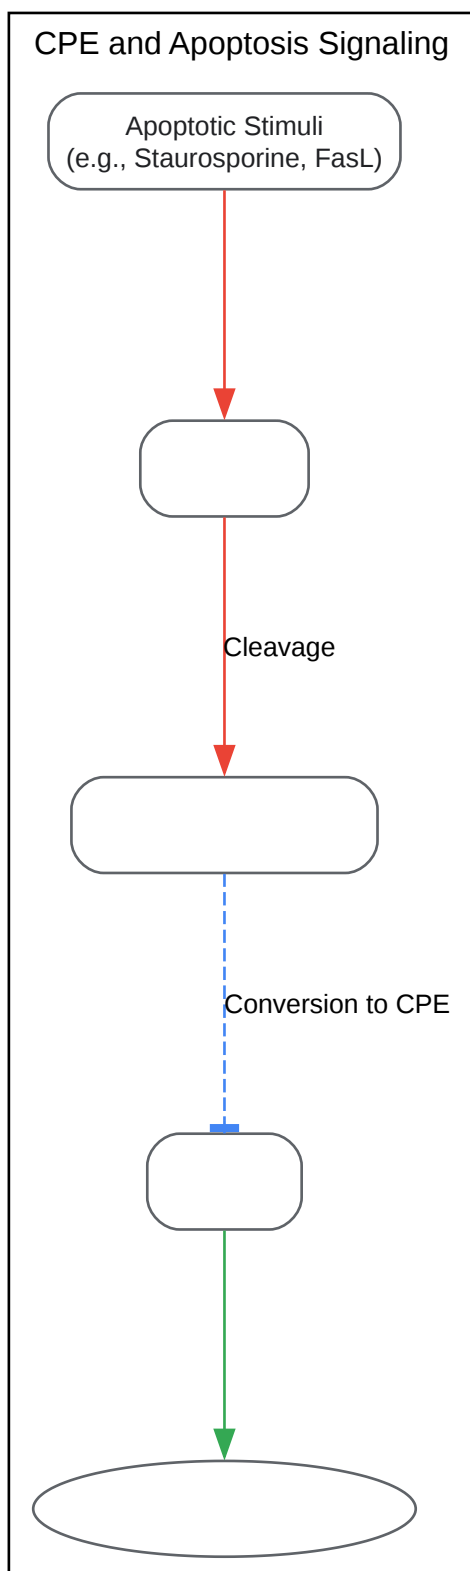 CPE and Apoptosis Signaling
Apoptotic Stimuli
(e.g., Staurosporine, FasL)
Cleavage
Conversion to CPE